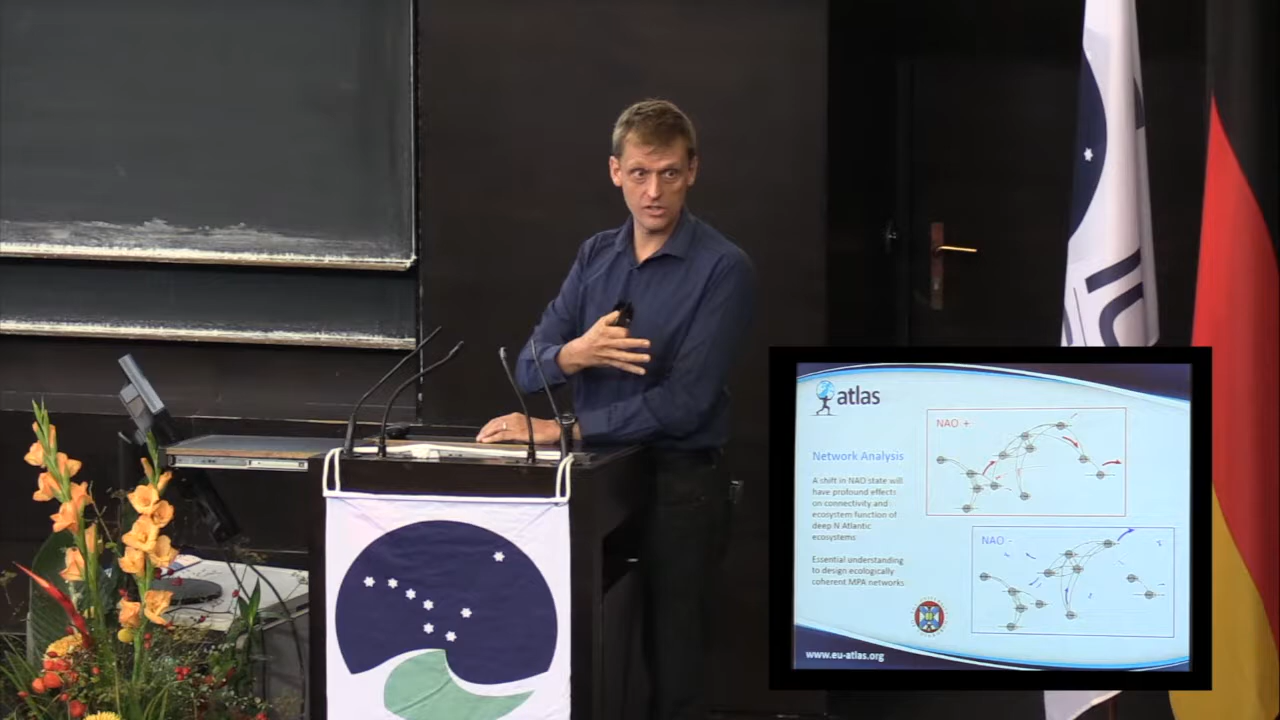 atlas
Network Analysis
A shift in NAO state will
have profound effects
on connectivity and
ecosystem function of
deep N Atlantic
ecosystems
Essential understanding
to design ecologically
coherent MPA networks
NAO +
NAO -
www.eu-atlas.org